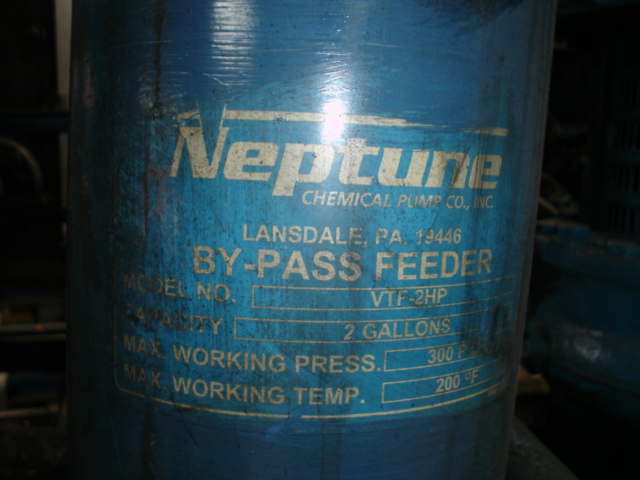 Neptune
CHEMICAL PUMP CO., INC.
LANSDALE, PA. 19446
BY-PASS FEEDER
MODEL NO. VTF-2HP
CAPACITY 2 GALLONS
MAX. WORKING PRESS. 300
MAX. WORKING TEMP. 200 °F